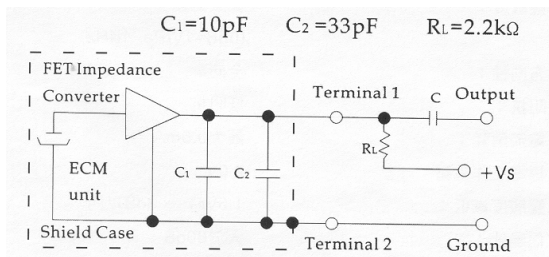 C1=10pF C2=33pF RL=2.2kΩ
FET Impedance
Converter
Terminal 1
C
Output
RL
+Vs
ECM
unit
C1
C2
Shield Case
Terminal 2
Ground